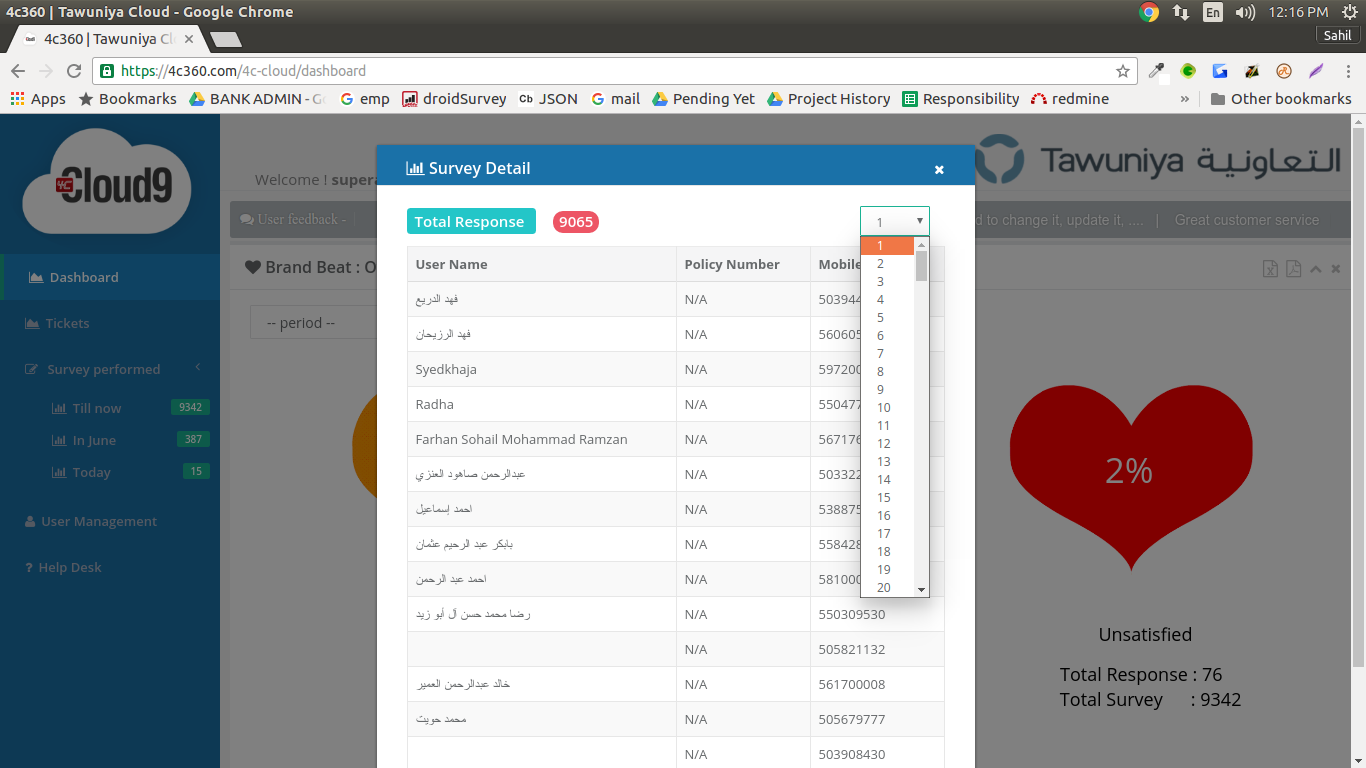 4c360 | Tawuniya Cloud - Google Chrome
En
12:16 PM
4c360 | Tawuniya Cl
Sahil
https://4c360.com/4c-cloud/dashboard
Apps
Bookmarks
BANK ADMIN - G
emp
droidSurvey
Cb JSON
mail
Pending Yet
Project History
Responsibility
redmine
»
Other bookmarks
4C Cloud9
Welcome ! supera
Tawuniya التعاونية
User feedback -
d to change it, update it, .... | Great customer service
Dashboard
Tickets
Survey performed
Till now 9342
In June 387
Today 15
User Management
? Help Desk
Brand Beat : O
-- period --
Survey Detail
Total Response 9065
1
User Name Policy Number Mobile
فهد الدريع N/A 503944
فهد الرزيحان N/A 560605
Syedkhaja N/A 597200
Radha N/A 550477
Farhan Sohail Mohammad Ramzan N/A 567176
عبدالرحمن صاهود العنزي N/A 503322
احمد إسماعيل N/A 538875
بابكر عبد الرحيم عثمان N/A 558428
احمد عبد الرحمن N/A 581000
رضا محمد حسن آل أبو زيد N/A 550309530
N/A 505821132
خالد عبدالرحمن العمير N/A 561700008
محمد حويت N/A 505679777
N/A 503908430
1
2
3
4
5
6
7
8
9
10
11
12
13
14
15
16
17
18
19
20
2%
Unsatisfied
Total Response : 76
Total Survey : 9342